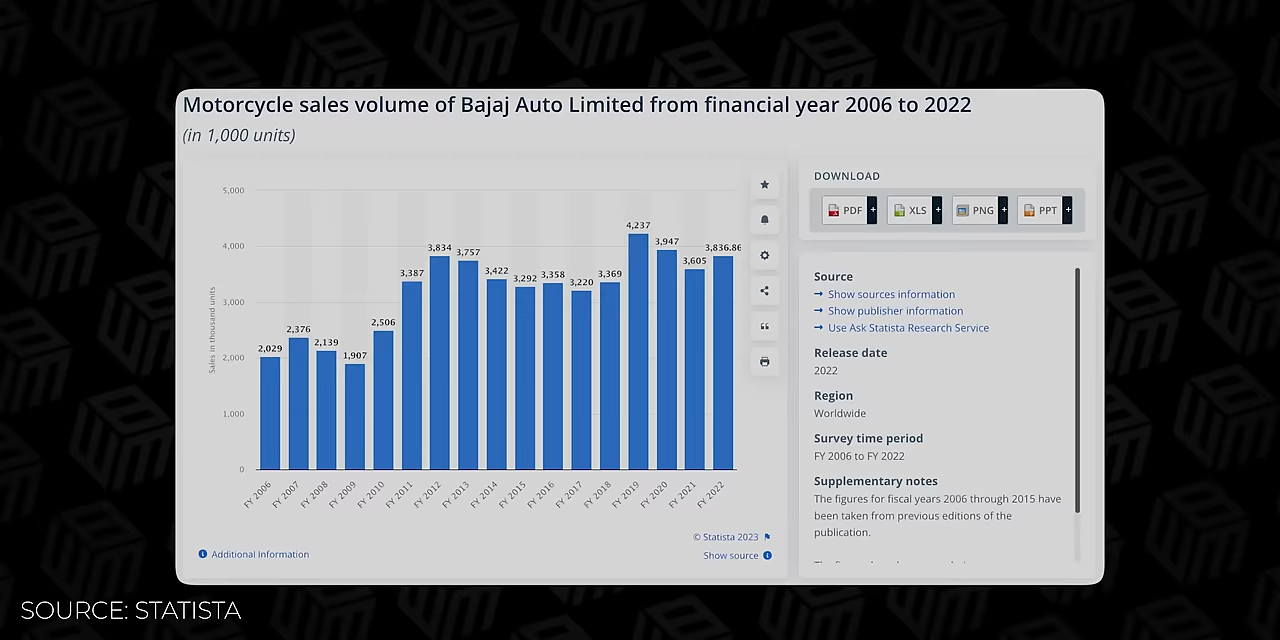 Motorcycle sales volume of Bajaj Auto Limited from financial year 2006 to 2022
(in 1,000 units)
Sales in thousand units
5,000
4,000
3,000
2,000
1,000
0
2,029
2,376
2,139
1,907
2,506
3,387
3,834
3,757
3,422
3,292
3,358
3,220
3,369
4,237
3,947
3,605
3,836.86
FY 2006
FY 2007
FY 2008
FY 2009
FY 2010
FY 2011
FY 2012
FY 2013
FY 2014
FY 2015
FY 2016
FY 2017
FY 2018
FY 2019
FY 2020
FY 2021
FY 2022
© Statista 2023
Additional Information
Show source
DOWNLOAD
PDF + XLS + PNG + PPT +
Source
→ Show sources information
→ Show publisher information
→ Use Ask Statista Research Service
Release date
2022
Region
Worldwide
Survey time period
FY 2006 to FY 2022
Supplementary notes
The figures for fiscal years 2006 through 2015 have
been taken from previous editions of the
publication.
SOURCE: STATISTA